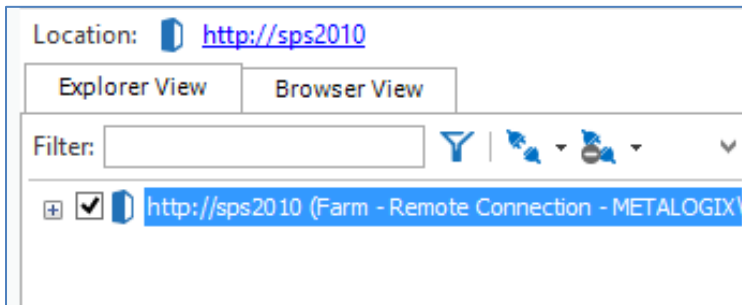 Location: http://sps2010
Explorer View Browser View
Filter:
http://sps2010 (Farm - Remote Connection - METALOGIX\